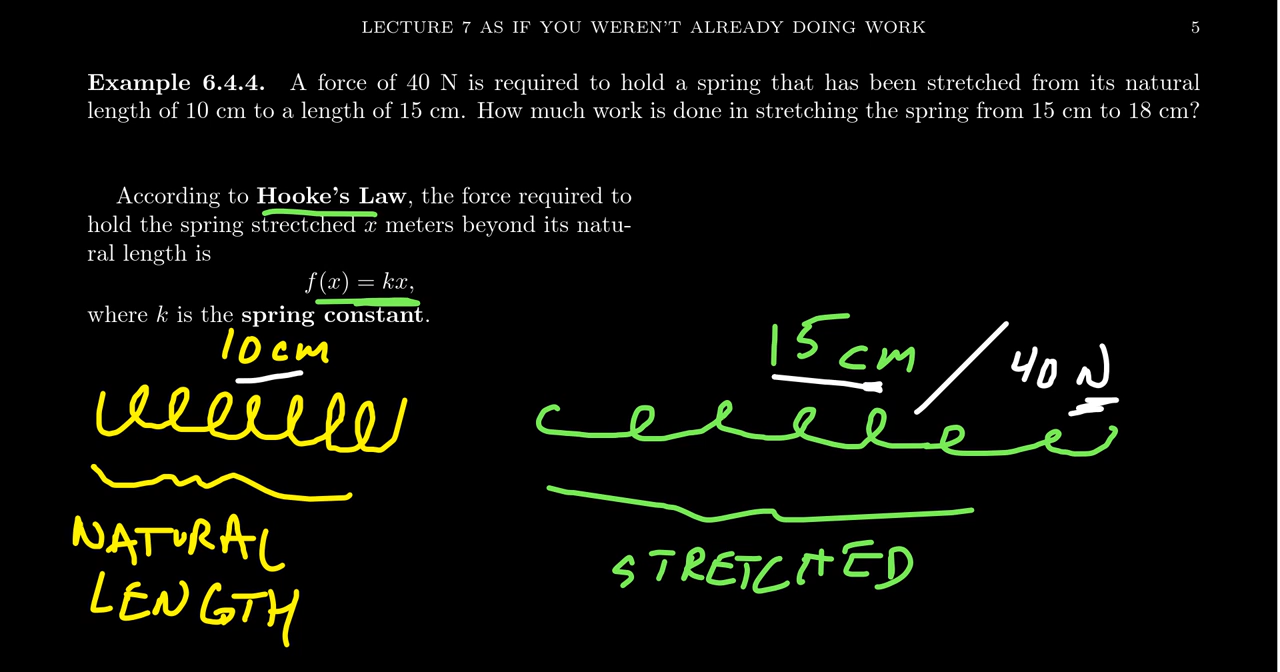 LECTURE 7 AS IF YOU WEREN'T ALREADY DOING WORK 5
Example 6.4.4. A force of 40 N is required to hold a spring that has been stretched from its natural
length of 10 cm to a length of 15 cm. How much work is done in stretching the spring from 15 cm to 18 cm?
According to Hooke's Law, the force required to
hold the spring strectched x meters beyond its natu-
ral length is
f(x) = kx,
where k is the spring constant.
10 cm
15 cm / 40 N
NATURAL
LENGTH
STRETCHED